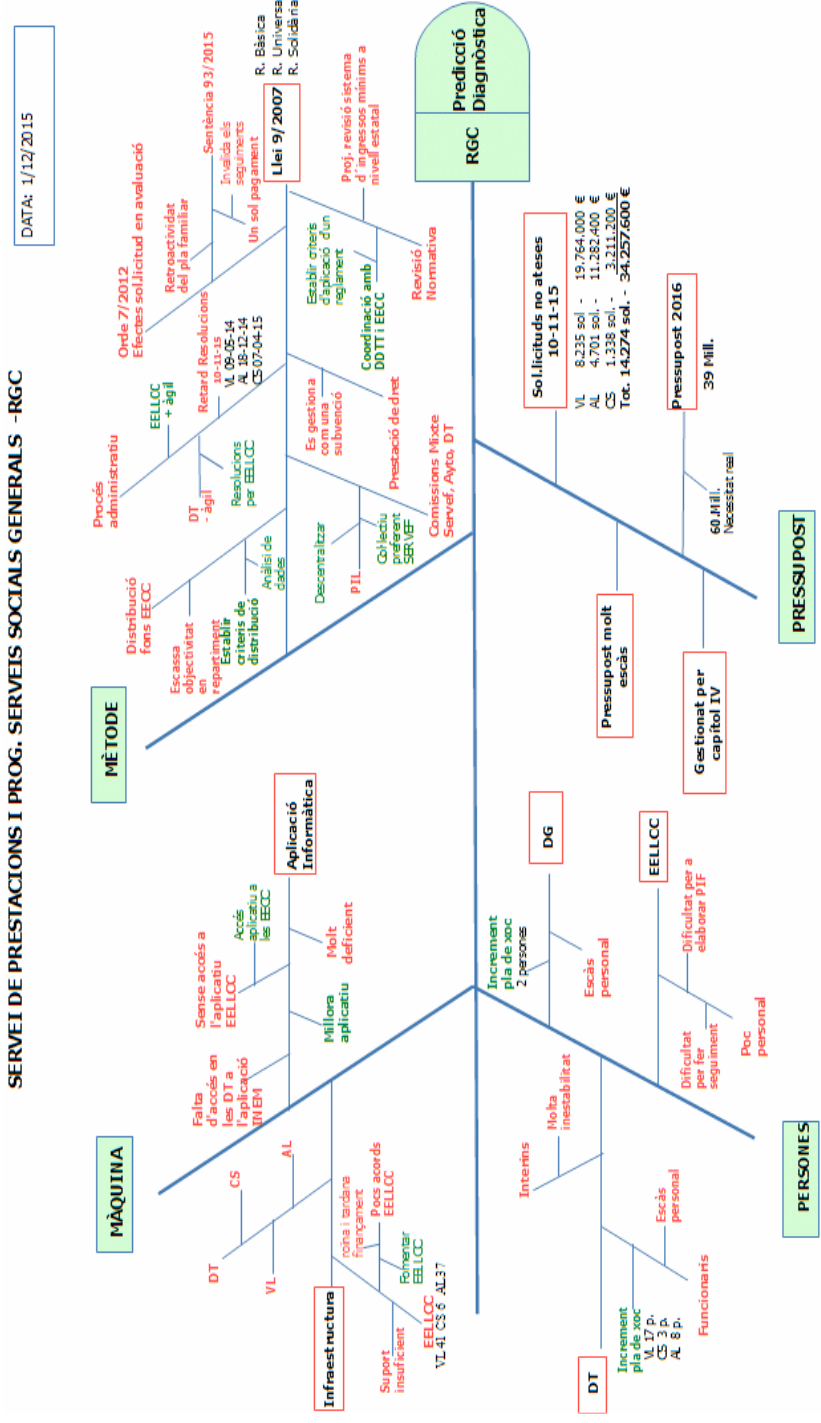 SERVEI DE PRESTACIONS I PROG. SERVEIS SOCIALS GENERALS -RGC
DATA: 1/12/2015
MÀQUINA
DT
CS
VL
AL
Infraestructura
Suport
insuficient
EELLCC
VL 41 CS 6 AL37
Fomentar
EELLCC
Pocs acords
EELLCC
roïna i tardana
finançament
Falta
d'accés en
les DT a
l'aplicació
INEM
Sense accés a
l'aplicatiu
EELLCC
Accés
aplicatiu a
les EECC
Millora
aplicatiu
Molt
deficient
Aplicació
Informàtica
MÈTODE
Distribució
fons EECC
Escassa
objectivitat
en
repartiment
Establir
criteris de
distribució
Anàlisi de
dades
Procés
administratiu
EELLCC
+ àgil
DT
- àgil
Resolucions
per EELLCC
Retard Resolucions
10-11-15
VL 09-05-14
AL 18-12-14
CS 07-04-15
Orde 7/2012
Efectes sol.licitud en avaluació
Retroactividat
del pla familiar
Sentència 93/2015
Invalida els
seguiments
Un sol pagament
Llei 9/2007
R. Bàsica
R. Universa
R. Solidària
Descentralitzar
PIL
Col·lectiu
preferent
SERVEF
Comissions Mixte
Servef, Ayto, DT
Es gestiona
com una
subvenció
Prestació de dret
Establir criteris
d'aplicació d'un
reglament
Coordinació amb
DDTT i EECC
Proj. revisió sistema
d´ingressos mínims a
nivell estatal
Revisió
Normativa
RGC
Predicció
Diagnòstica
PERSONES
DT
Increment
pla de xoc
VL 17 p.
CS 3 p.
AL 8 p.
Escàs
personal
Funcionaris
Interins
Molta
inestabilitat
DG
Increment
pla de xoc
2 persones
Escàs
personal
EELLCC
Dificultat per a
elaborar PIF
Dificultat
per fer
seguiment
Poc
personal
PRESSUPOST
Pressupost molt
escàs
Gestionat per
capítol IV
Sol.licituds no ateses
10-11-15
VL 8.235 sol - 19.764.000 €
AL 4.701 sol. - 11.282.400 €
CS 1.338 sol. - 3.211.200 €
Tot. 14.274 sol. - 34.257.600 €
Pressupost 2016
39 Mill.
60.Mill.
Necessitat real